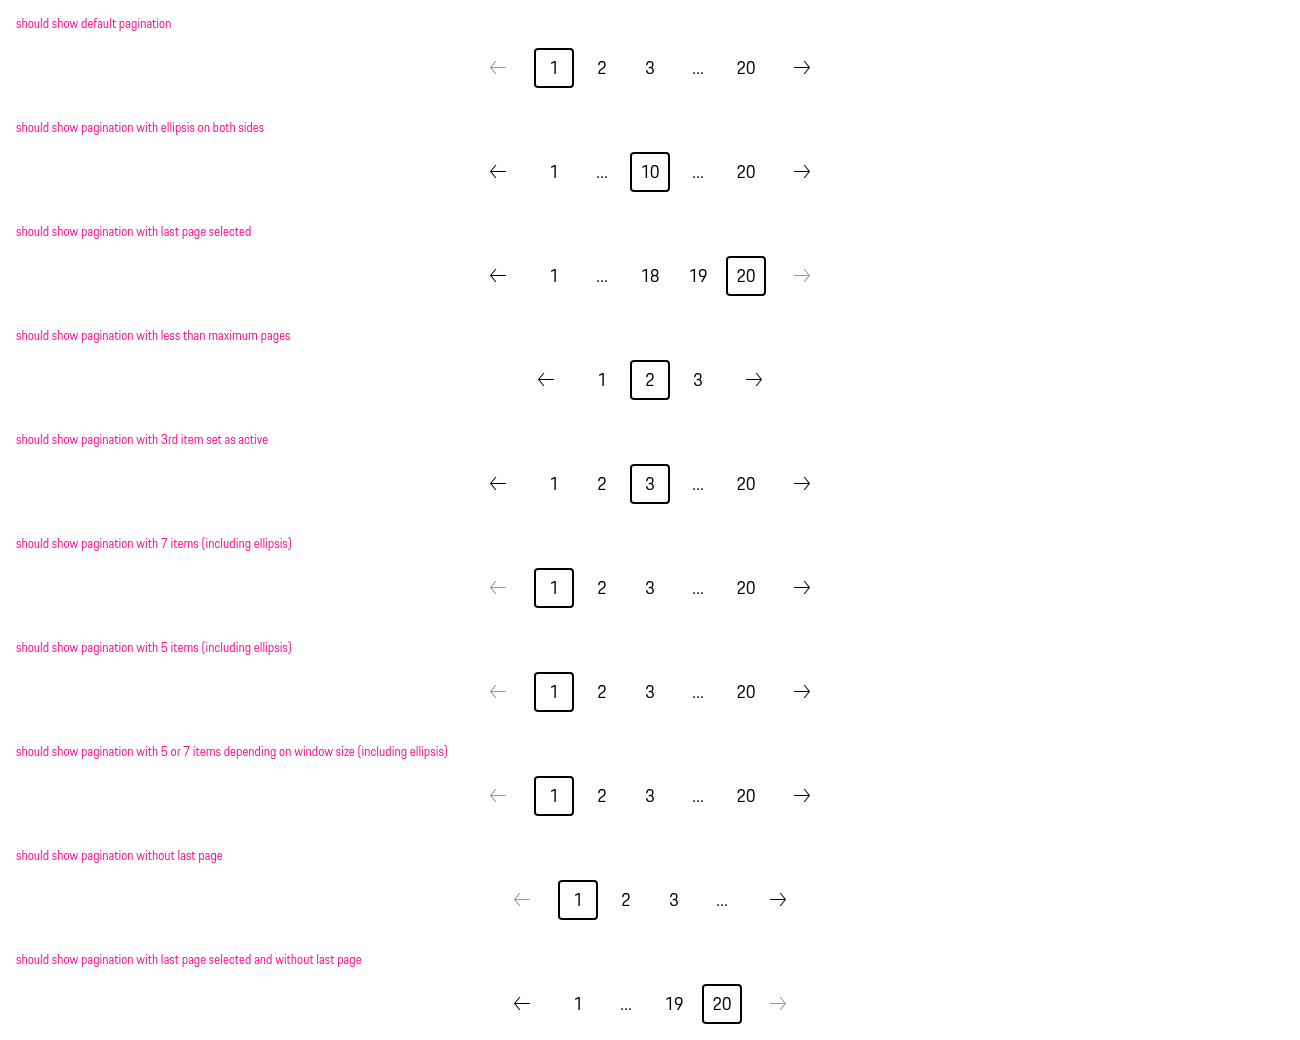 should show default pagination
← 1 2 3 ... 20 →
should show pagination with ellipsis on both sides
← 1 ... 10 ... 20 →
should show pagination with last page selected
← 1 ... 18 19 20 →
should show pagination with less than maximum pages
← 1 2 3 →
should show pagination with 3rd item set as active
← 1 2 3 ... 20 →
should show pagination with 7 items (including ellipsis)
← 1 2 3 ... 20 →
should show pagination with 5 items (including ellipsis)
← 1 2 3 ... 20 →
should show pagination with 5 or 7 items depending on window size (including ellipsis)
← 1 2 3 ... 20 →
should show pagination without last page
← 1 2 3 ... →
should show pagination with last page selected and without last page
← 1 ... 19 20 →